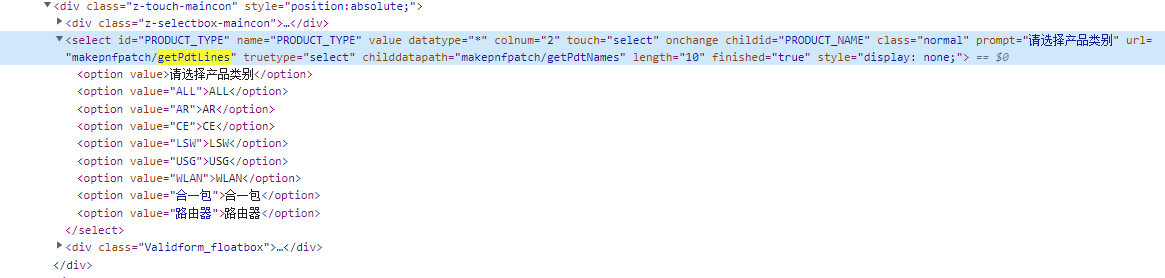 ▼<div class="z-touch-maincon" style="position:absolute;">
▶<div class="z-selectbox-maincon">…</div>
▼<select id="PRODUCT_TYPE" name="PRODUCT_TYPE" value datatype="*" colnum="2" touch="select" onchange childid="PRODUCT_NAME" class="normal" prompt="请选择产品类别" url=
"makepnfpatch/getPdtLines" truetype="select" childdatapath="makepnfpatch/getPdtNames" length="10" finished="true" style="display: none;"> == $0
<option value>请选择产品类别</option>
<option value="ALL">ALL</option>
<option value="AR">AR</option>
<option value="CE">CE</option>
<option value="LSW">LSW</option>
<option value="USG">USG</option>
<option value="WLAN">WLAN</option>
<option value="合一包">合一包</option>
<option value="路由器">路由器</option>
</select>
▶<div class="Validform_floatbox">…</div>
</div>